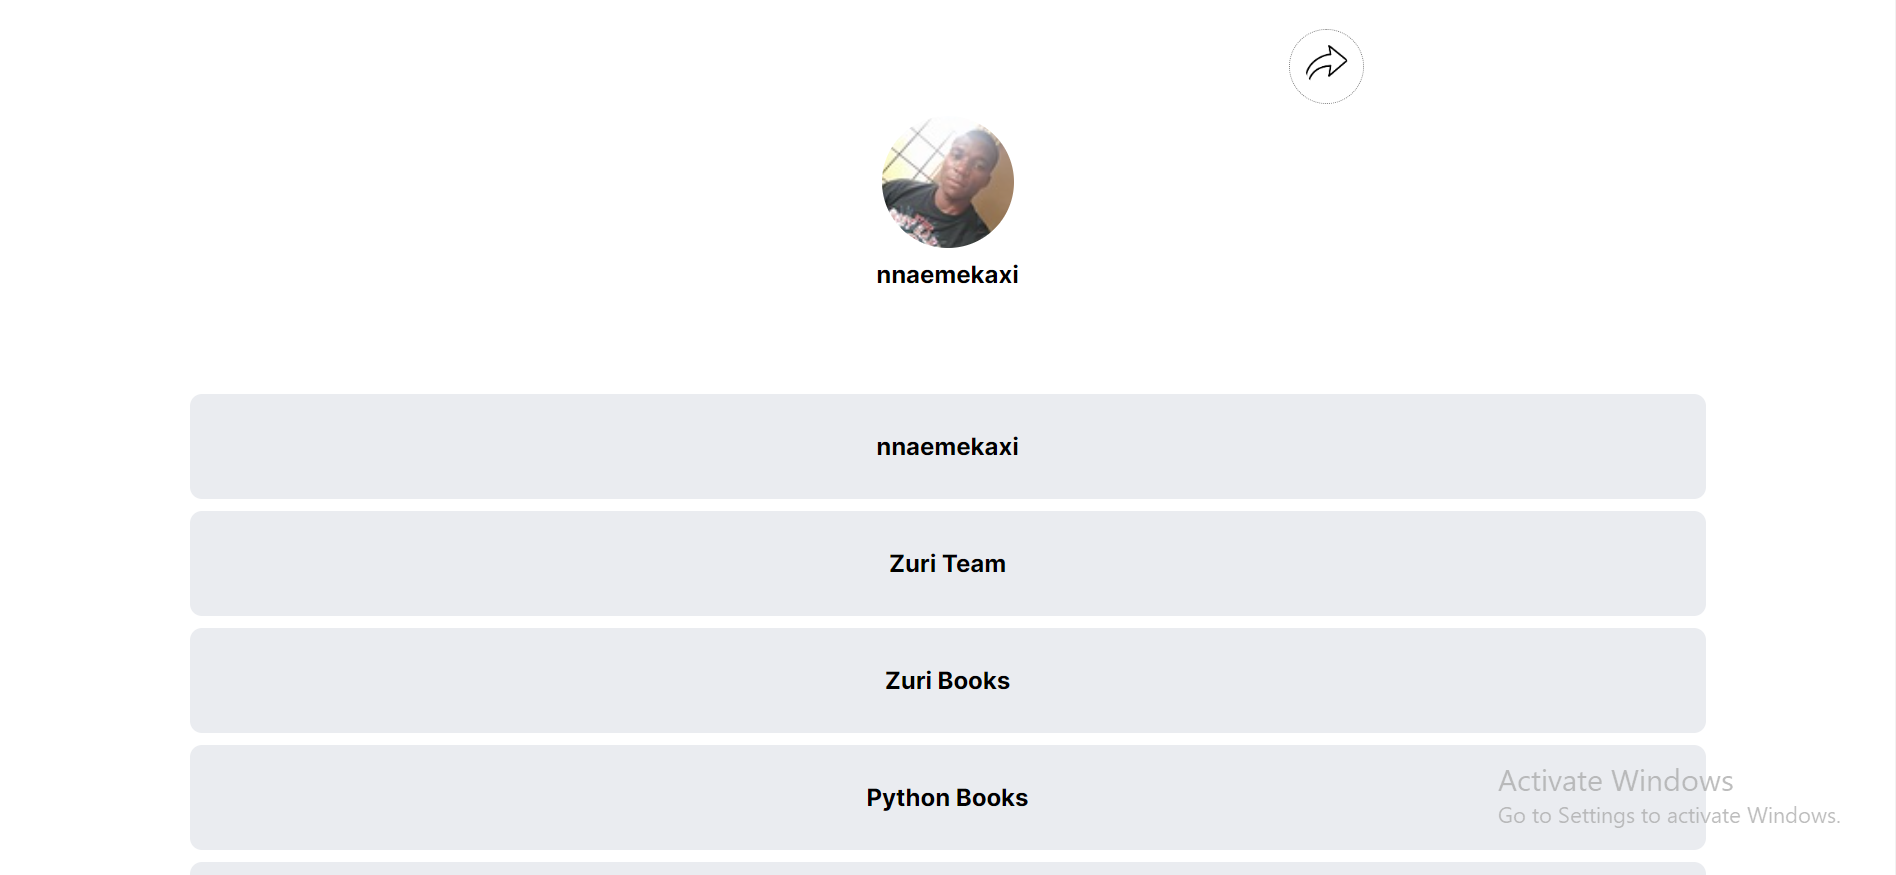 nnaemekaxi
nnaemekaxi
Zuri Team
Zuri Books
Python Books
Activate Windows
Go to Settings to activate Windows.